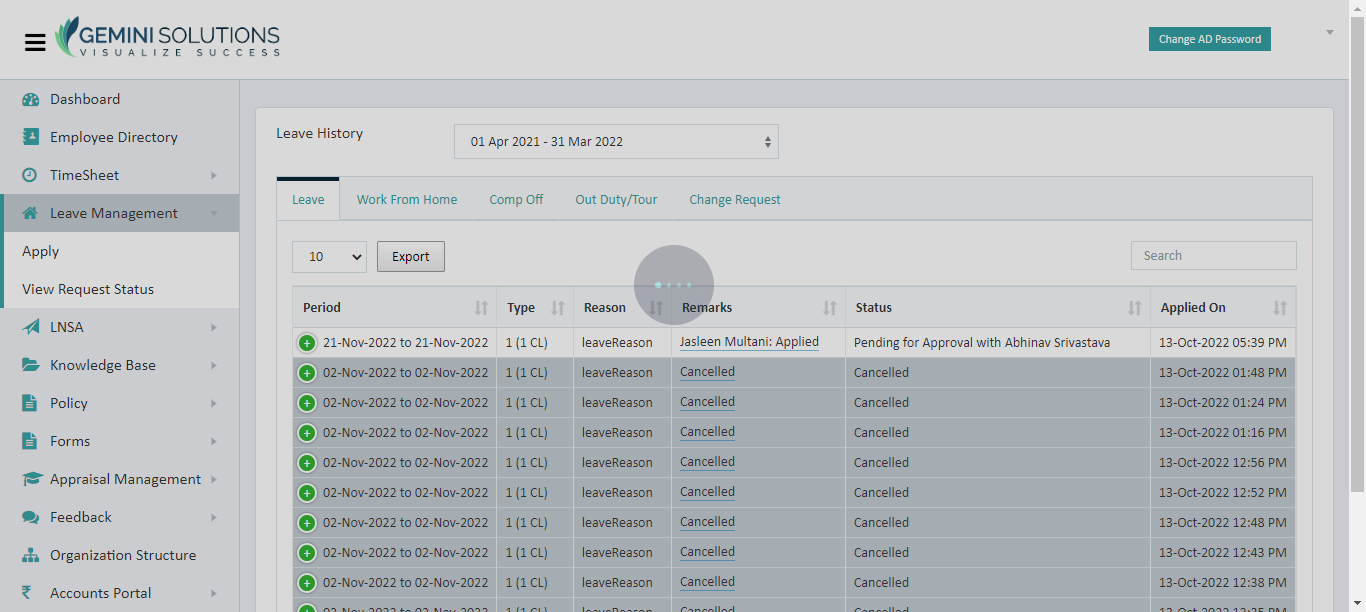 GEMINI SOLUTIONS
VISUALIZE SUCCESS
Change AD Password
Dashboard
Employee Directory
TimeSheet
Leave Management
Apply
View Request Status
LNSA
Knowledge Base
Policy
Forms
Appraisal Management
Feedback
Organization Structure
Accounts Portal
Leave History
01 Apr 2021 - 31 Mar 2022
Leave Work From Home Comp Off Out Duty/Tour Change Request
10 Export Search
Period Type Reason Remarks Status Applied On
21-Nov-2022 to 21-Nov-2022 1 (1 CL) leaveReason Jasleen Multani: Applied Pending for Approval with Abhinav Srivastava 13-Oct-2022 05:39 PM
02-Nov-2022 to 02-Nov-2022 1 (1 CL) leaveReason Cancelled Cancelled 13-Oct-2022 01:48 PM
02-Nov-2022 to 02-Nov-2022 1 (1 CL) leaveReason Cancelled Cancelled 13-Oct-2022 01:24 PM
02-Nov-2022 to 02-Nov-2022 1 (1 CL) leaveReason Cancelled Cancelled 13-Oct-2022 01:16 PM
02-Nov-2022 to 02-Nov-2022 1 (1 CL) leaveReason Cancelled Cancelled 13-Oct-2022 12:56 PM
02-Nov-2022 to 02-Nov-2022 1 (1 CL) leaveReason Cancelled Cancelled 13-Oct-2022 12:52 PM
02-Nov-2022 to 02-Nov-2022 1 (1 CL) leaveReason Cancelled Cancelled 13-Oct-2022 12:48 PM
02-Nov-2022 to 02-Nov-2022 1 (1 CL) leaveReason Cancelled Cancelled 13-Oct-2022 12:43 PM
02-Nov-2022 to 02-Nov-2022 1 (1 CL) leaveReason Cancelled Cancelled 13-Oct-2022 12:38 PM